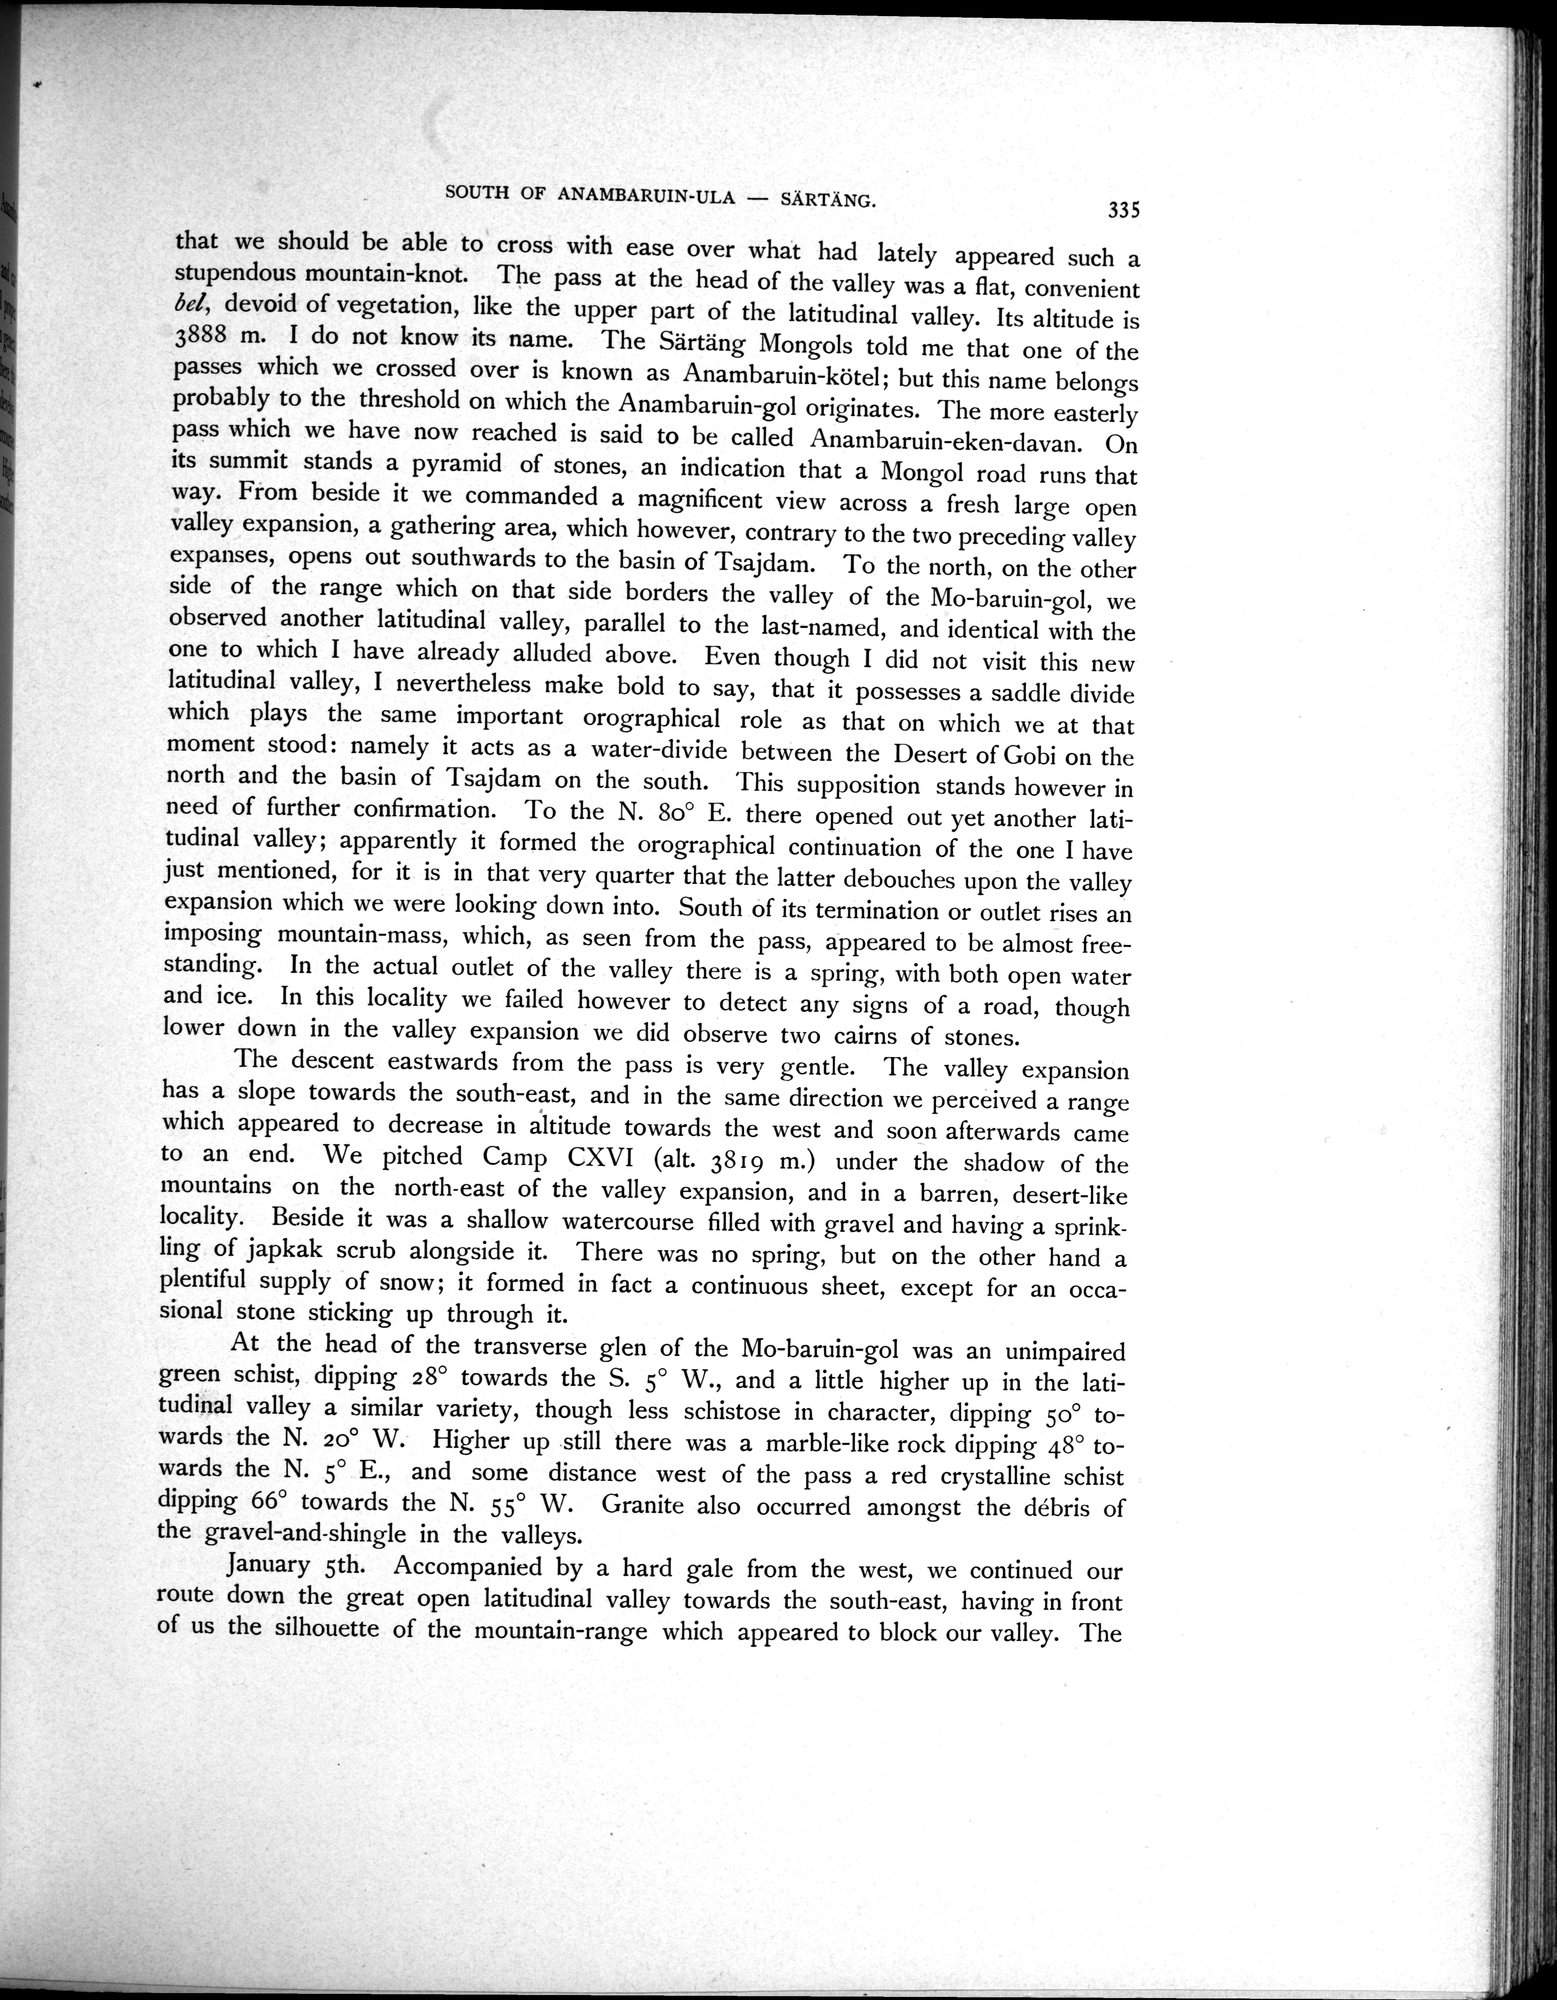 SOUTH OF ANAMBARUIN-ULA — SÄRTÄNG.
335
that we should be able to cross with ease over what had lately appeared such a
stupendous mountain-knot. The pass at the head of the valley was a flat, convenient
bel, devoid of vegetation, like the upper part of the latitudinal valley. Its altitude is
3888 m. I do not know its name. The Särtäng Mongols told me that one of the
passes which we crossed over is known as Anambaruin-kötel; but this name belongs
probably to the threshold on which the Anambaruin-gol originates. The more easterly
pass which we have now reached is said to be called Anambaruin-eken-davan. On
its summit stands a pyramid of stones, an indication that a Mongol road runs that
way. From beside it we commanded a magnificent view across a fresh large open
valley expansion, a gathering area, which however, contrary to the two preceding valley
expanses, opens out southwards to the basin of Tsajdam. To the north, on the other
side of the range which on that side borders the valley of the Mo-baruin-gol, we
observed another latitudinal valley, parallel to the last-named, and identical with the
one to which I have already alluded above. Even though I did not visit this new
latitudinal valley, I nevertheless make bold to say, that it possesses a saddle divide
which plays the same important orographical role as that on which we at that
moment stood: namely it acts as a water-divide between the Desert of Gobi on the
north and the basin of Tsajdam on the south. This supposition stands however in
need of further confirmation. To the N. 80° E. there opened out yet another lati-
tudinal valley; apparently it formed the orographical continuation of the one I have
just mentioned, for it is in that very quarter that the latter debouches upon the valley
expansion which we were looking down into. South of its termination or outlet rises an
imposing mountain-mass, which, as seen from the pass, appeared to be almost free-
standing. In the actual outlet of the valley there is a spring, with both open water
and ice. In this locality we failed however to detect any signs of a road, though
lower down in the valley expansion we did observe two cairns of stones.
The descent eastwards from the pass is very gentle. The valley expansion
has a slope towards the south-east, and in the same direction we perceived a range
which appeared to decrease in altitude towards the west and soon afterwards came
to an end. We pitched Camp CXVI (alt. 3819 m.) under the shadow of the
mountains on the north-east of the valley expansion, and in a barren, desert-like
locality. Beside it was a shallow watercourse filled with gravel and having a sprink-
ling of japkak scrub alongside it. There was no spring, but on the other hand a
plentiful supply of snow; it formed in fact a continuous sheet, except for an occa-
sional stone sticking up through it.
At the head of the transverse glen of the Mo-baruin-gol was an unimpaired
green schist, dipping 28° towards the S. 5° W., and a little higher up in the lati-
tudinal valley a similar variety, though less schistose in character, dipping 50° to-
wards the N. 20° W. Higher up still there was a marble-like rock dipping 48° to-
wards the N. 5° E., and some distance west of the pass a red crystalline schist
dipping 66° towards the N. 55° W. Granite also occurred amongst the débris of
the gravel-and-shingle in the valleys.
January 5th. Accompanied by a hard gale from the west, we continued our
route down the great open latitudinal valley towards the south-east, having in front
of us the silhouette of the mountain-range which appeared to block our valley. The